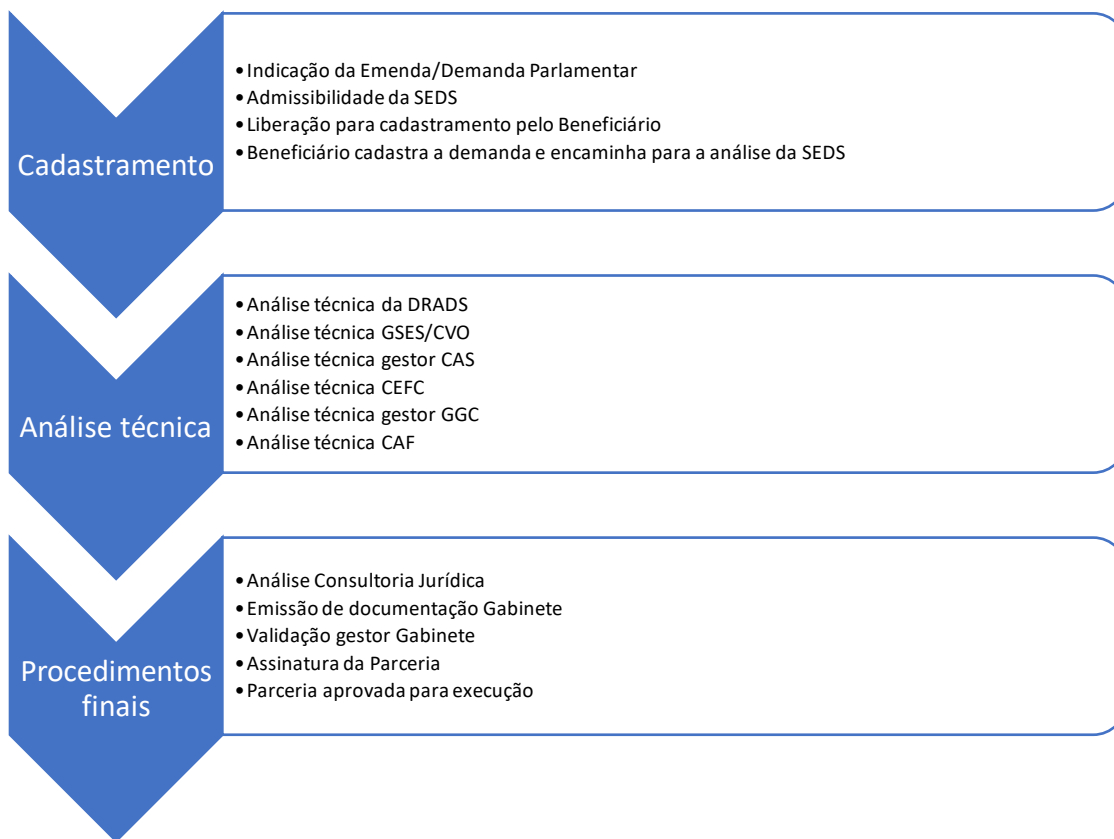 Cadastramento
•Indicação da Emenda/Demanda Parlamentar
•Admissibilidade da SEDS
•Liberação para cadastramento pelo Beneficiário
•Beneficiário cadastra a demanda e encaminha para a análise da SEDS
Análise técnica
•Análise técnica da DRADS
•Análise técnica GSES/CVO
•Análise técnica gestor CAS
•Análise técnica CEFC
•Análise técnica gestor GGC
•Análise técnica CAF
Procedimentos
finais
•Análise Consultoria Jurídica
•Emissão de documentação Gabinete
•Validação gestor Gabinete
•Assinatura da Parceria
•Parceria aprovada para execução